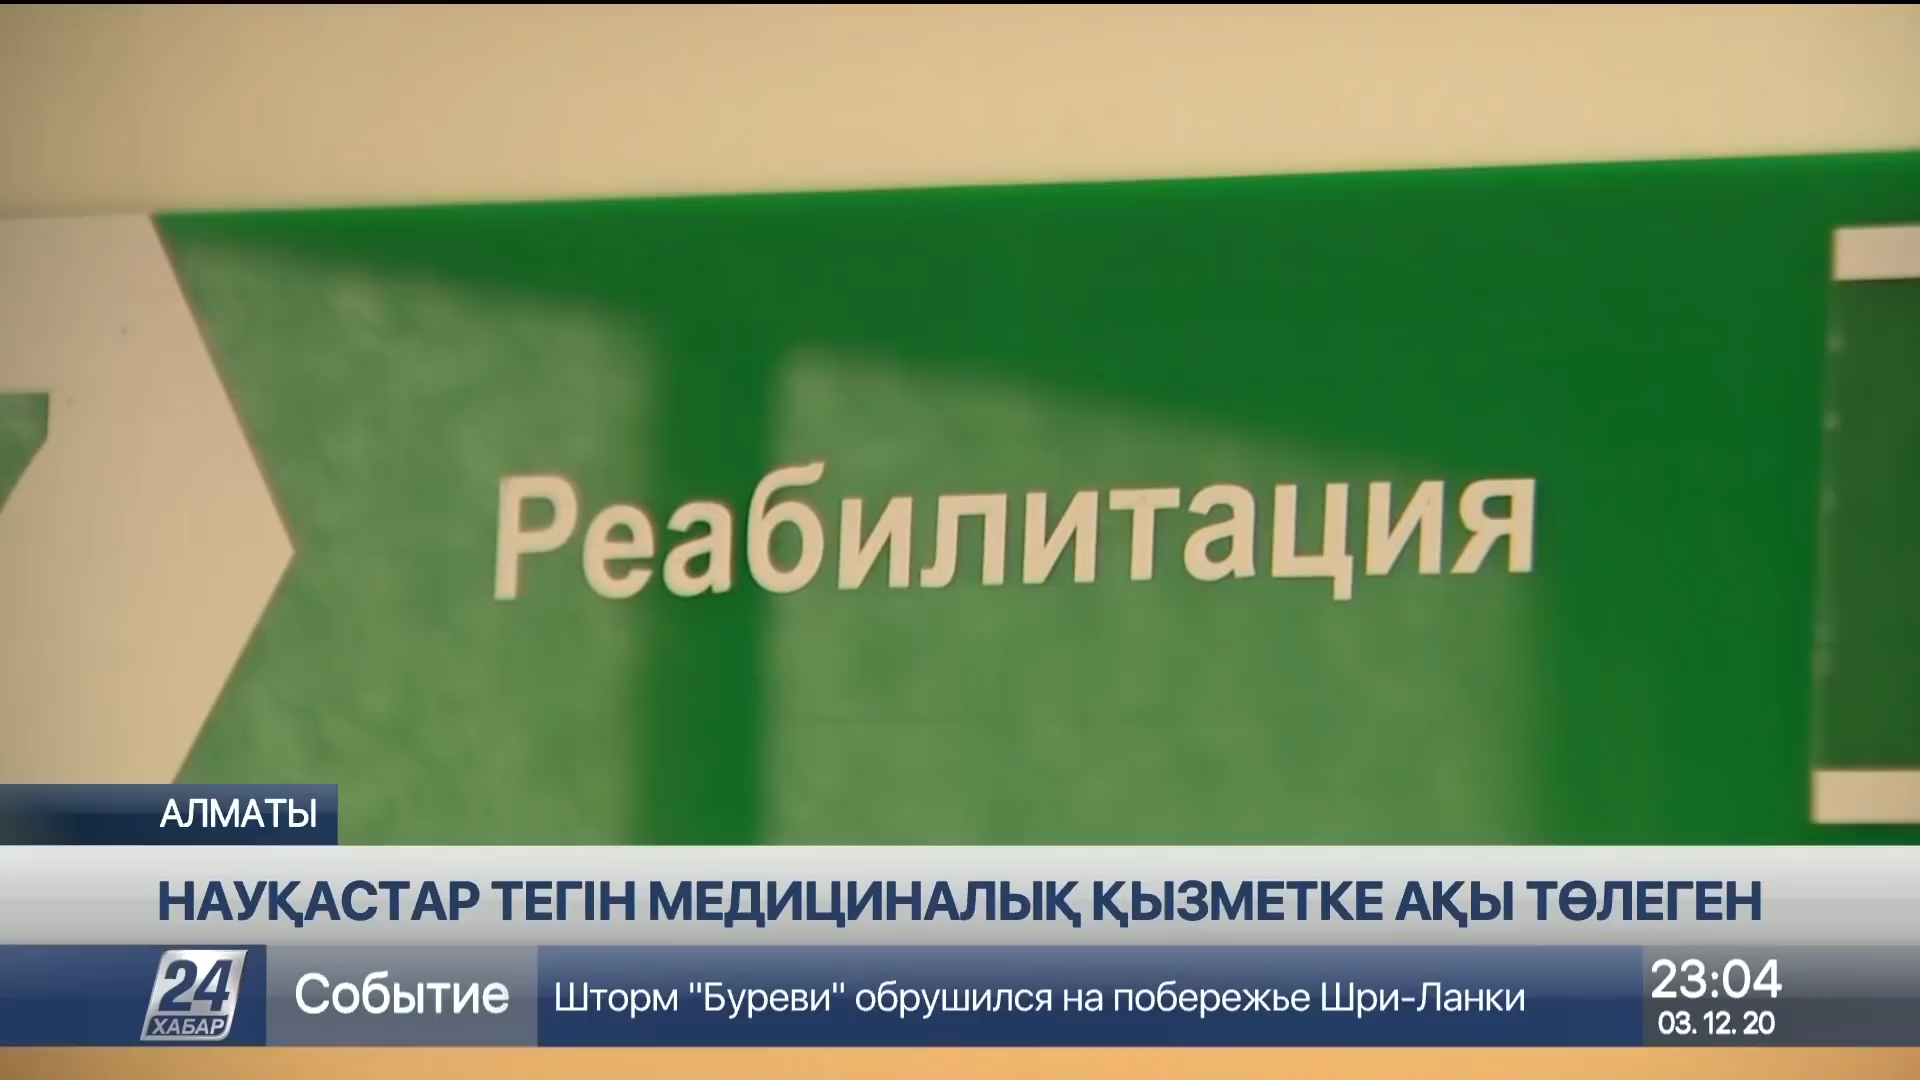 Реабилитация
АЛМАТЫ
НАУҚАСТАР ТЕГІН МЕДИЦИНАЛЫҚ ҚЫЗМЕТКЕ АҚЫ ТӨЛЕГЕН
24 ХАБАР
Событие
Шторм "Буреви" обрушился на побережье Шри-Ланки
23:04
03. 12. 20